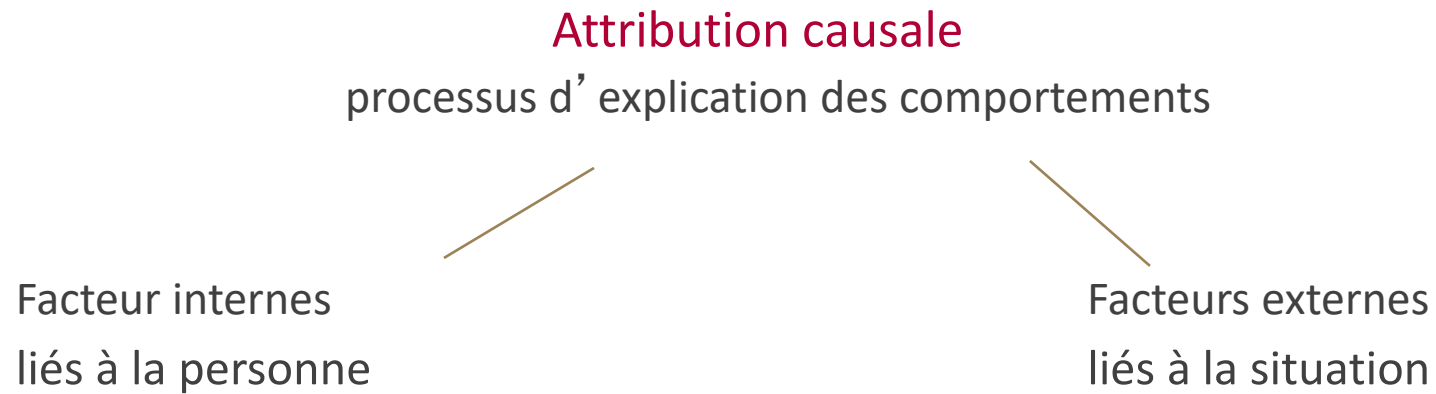 Attribution causale
processus d’ explication des comportements
Facteur internes
liés à la personne
Facteurs externes
liés à la situation